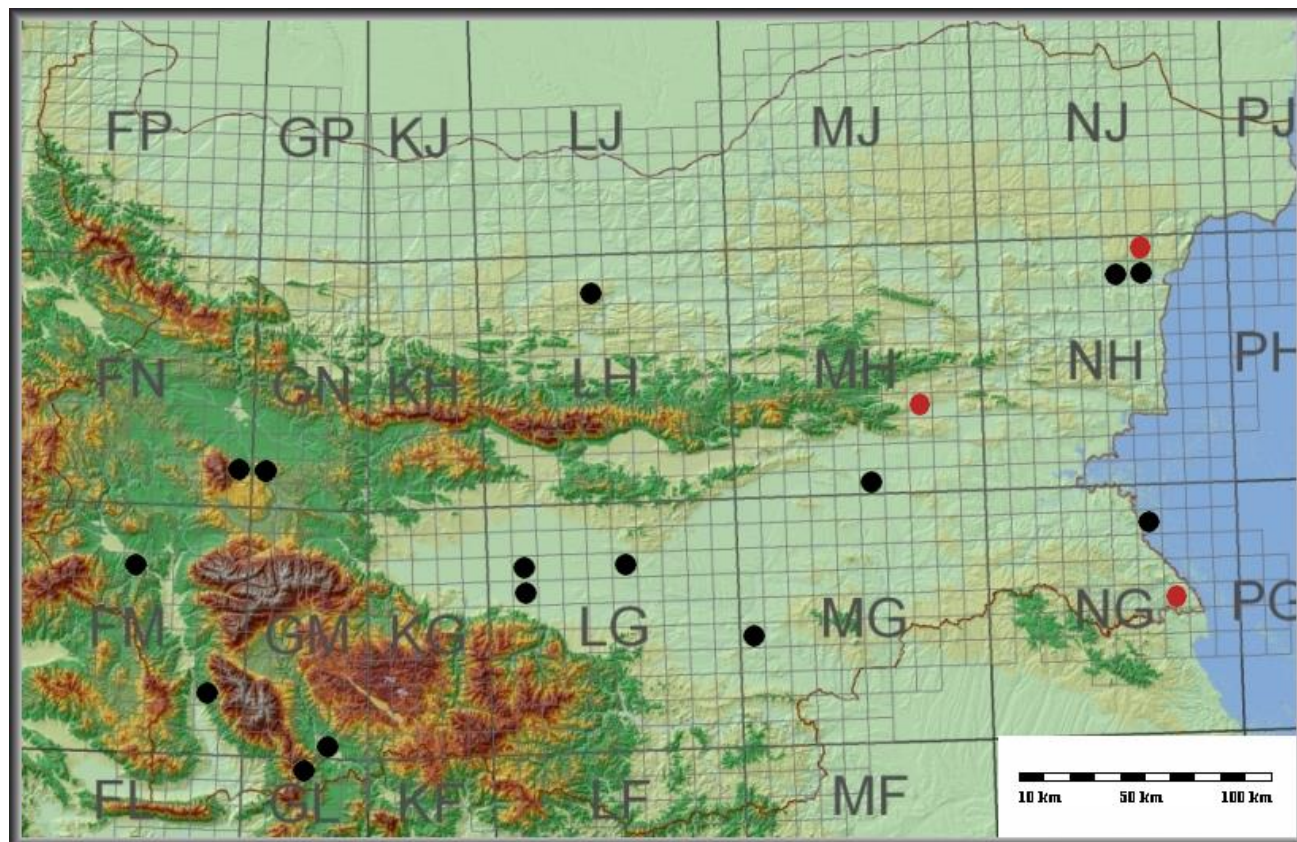 FP GP KJ LJ MJ NJ PJ
FN GN KH LH MH NH PH
FM GM KG LG MG NG PG
FL GL KF LF MF
10 km 50 km 100 km